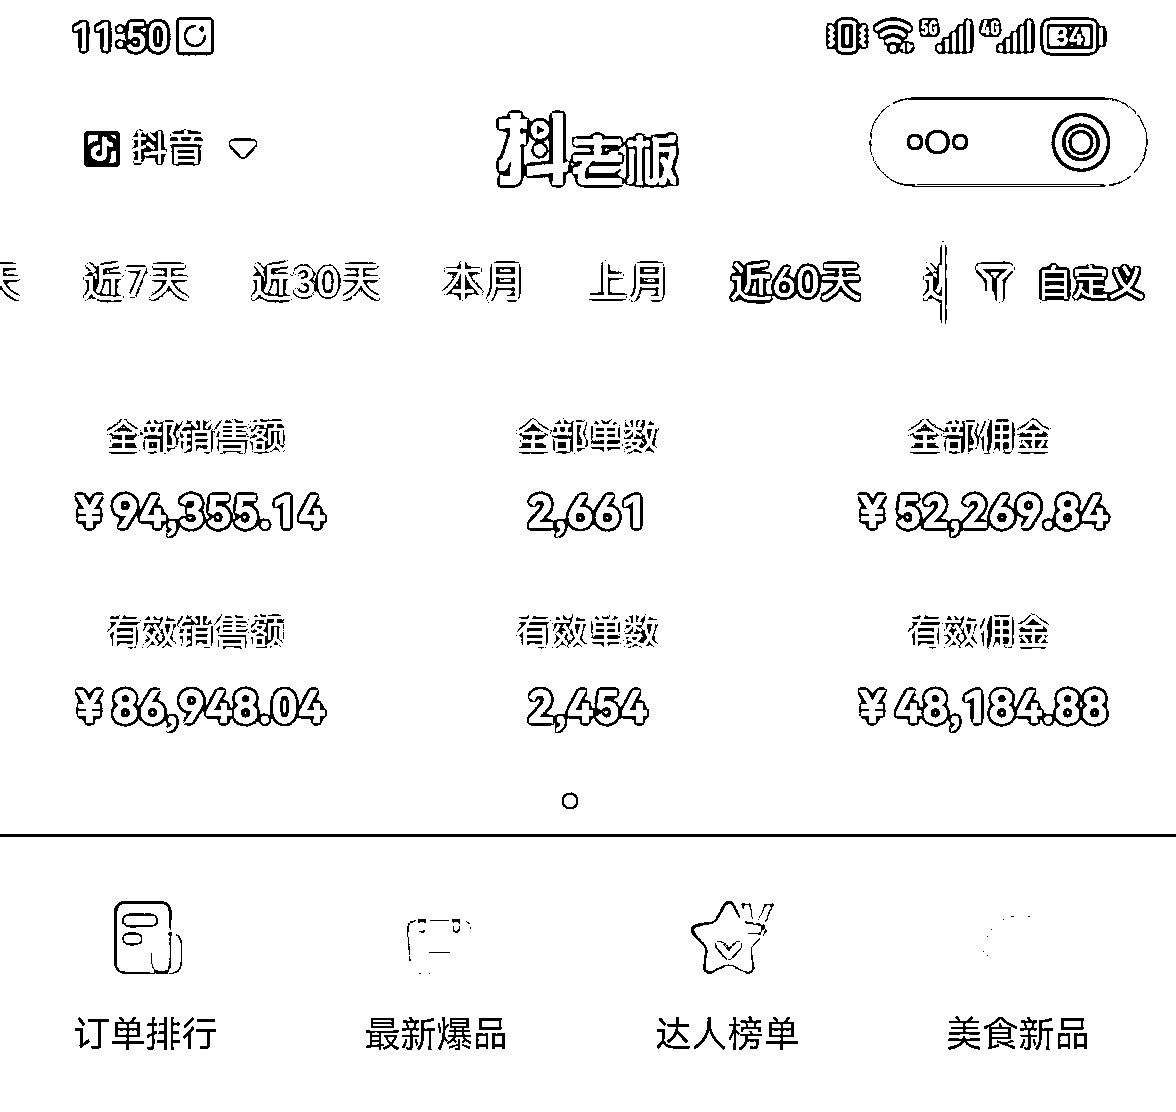 11:50 5G 4G 84
抖音 抖老板
天 近7天 近30天 本月 上月 近60天 自定义
全部销售额 全部单数 全部佣金
¥94,355.14 2,661 ¥52,269.84
有效销售额 有效单数 有效佣金
¥86,948.04 2,454 ¥48,184.88
订单排行 最新爆品 达人榜单 美食新品